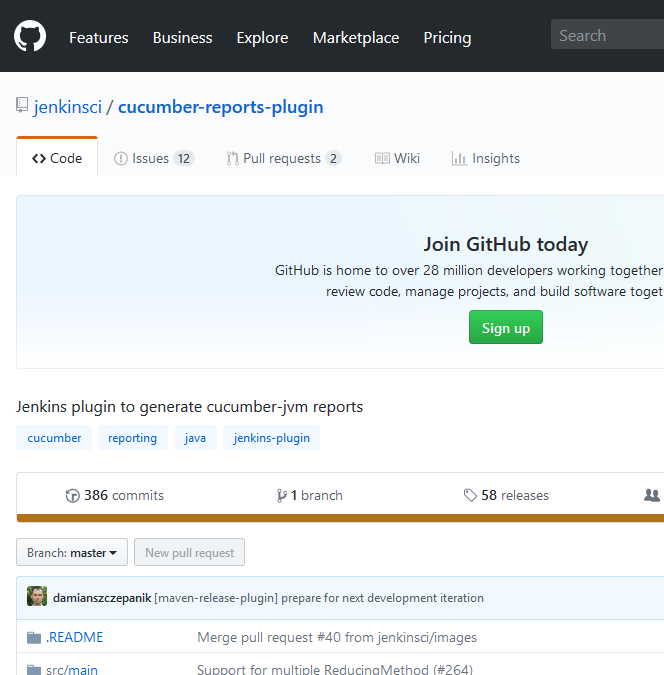 Features Business Explore Marketplace Pricing Search
jenkinsci / cucumber-reports-plugin
Code Issues 12 Pull requests 2 Wiki Insights
Join GitHub today
GitHub is home to over 28 million developers working together
review code, manage projects, and build software toget
Sign up
Jenkins plugin to generate cucumber-jvm reports
cucumber reporting java jenkins-plugin
386 commits 1 branch 58 releases
Branch: master New pull request
damianszczepanik [maven-release-plugin] prepare for next development iteration
.README Merge pull request #40 from jenkinsci/images
src/main Support for multiple ReducingMethod (#264)